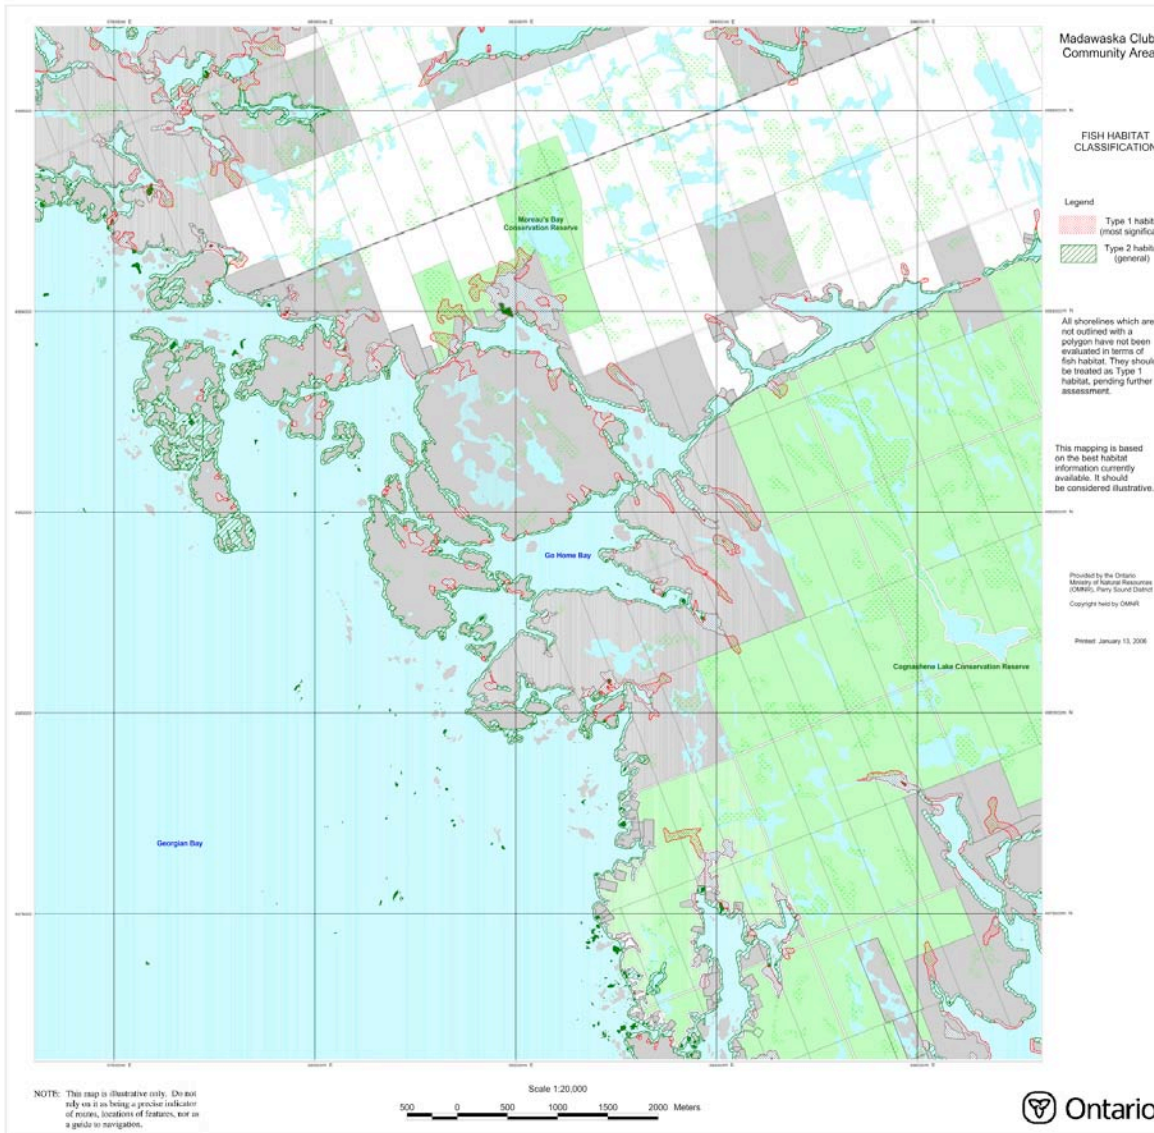 Madawaska Club
Community Area
FISH HABITAT
CLASSIFICATION
Legend
Type 1 habit
(most signific
Type 2 habit
(general)
All shorelines which are
not outlined with a
polygon have not been
evaluated in terms of
fish habitat. They should
be treated as Type 1
habitat, pending further
assessment.
This mapping is based
on the best habitat
information currently
available. It should
be considered illustrative.
Provided by the Ontario
Ministry of Natural Resources
(OMNR), Parry Sound District
Copyright held by OMNR
Printed: January 13, 2006
Moreau's Bay
Conservation Reserve
Go Home Bay
Cognashene Lake Conservation Reserve
Georgian Bay
NOTE: This map is illustrative only. Do not
rely on it as being a precise indicator
of routes, locations of features, nor as
a guide to navigation.
Scale 1:20,000
500 0 500 1000 1500 2000 Meters
Ontario